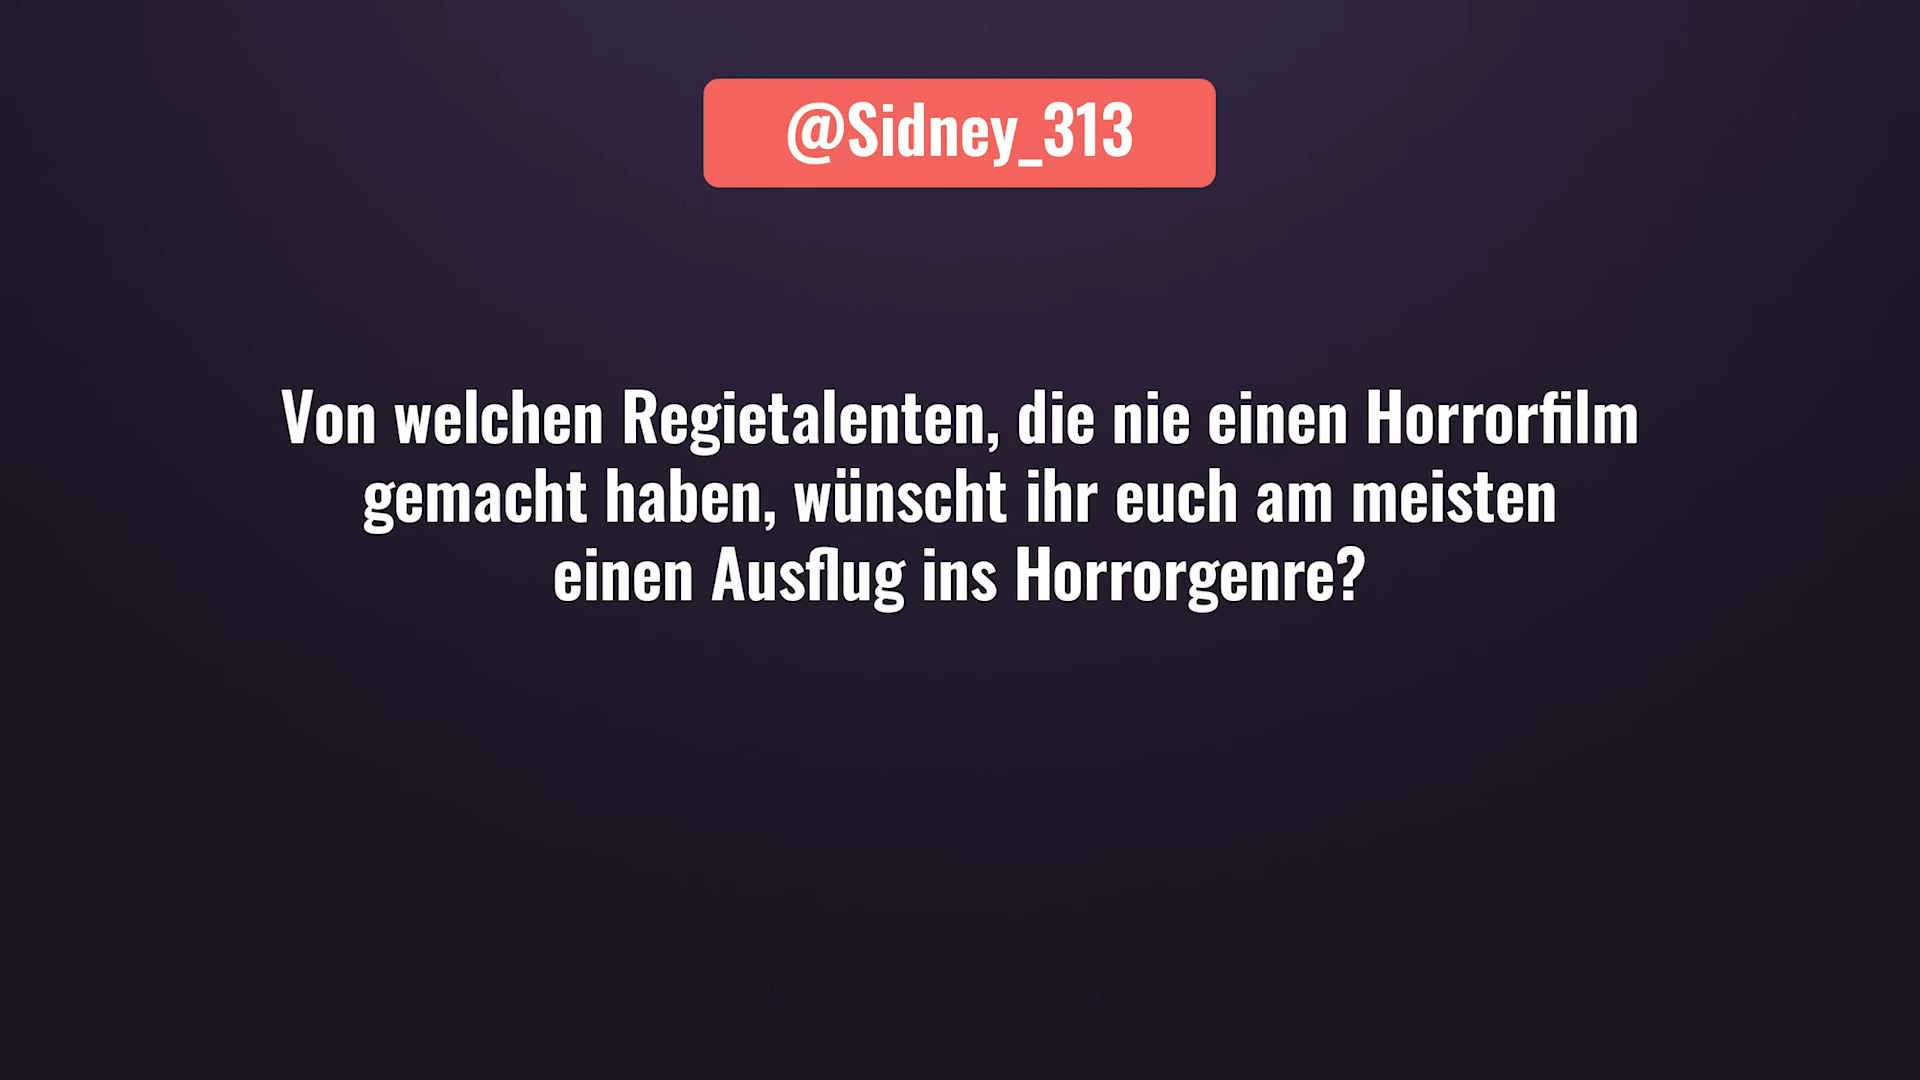 @Sidney_313
Von welchen Regietalenten, die nie einen Horrorfilm
gemacht haben, wünscht ihr euch am meisten
einen Ausflug ins Horrorgenre?